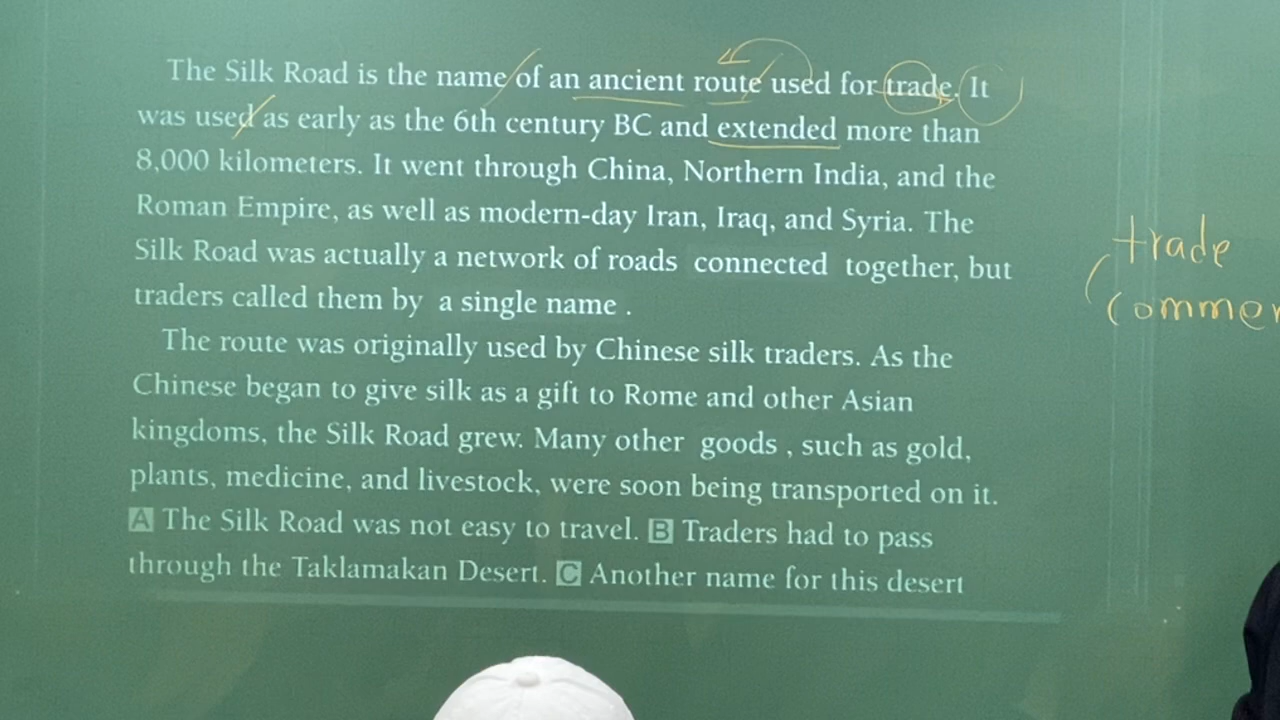 The Silk Road is the name of an ancient route used for trade. It
was used as early as the 6th century BC and extended more than
8,000 kilometers. It went through China, Northern India, and the
Roman Empire, as well as modern-day Iran, Iraq, and Syria. The
Silk Road was actually a network of roads connected together, but
traders called them by a single name .
The route was originally used by Chinese silk traders. As the
Chinese began to give silk as a gift to Rome and other Asian
kingdoms, the Silk Road grew. Many other goods , such as gold,
plants, medicine, and livestock, were soon being transported on it.
A The Silk Road was not easy to travel. B Traders had to pass
through the Taklamakan Desert. C Another name for this desert
trade